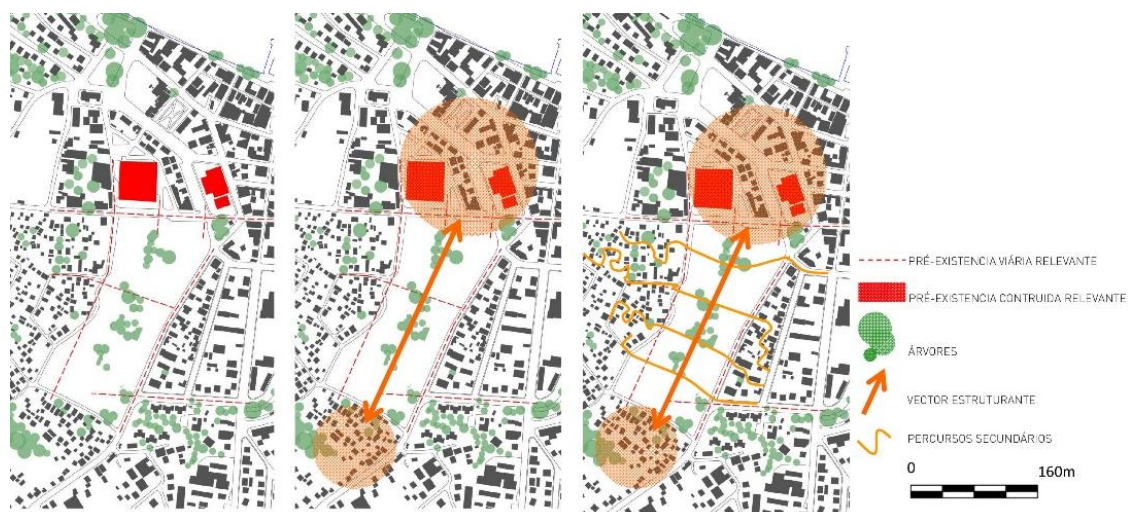 PRÉ-EXISTENCIA VIÁRIA RELEVANTE
PRÉ-EXISTENCIA CONTRUIDA RELEVANTE
ÁRVORES
VECTOR ESTRUTURANTE
PERCURSOS SECUNDÁRIOS
0 160m